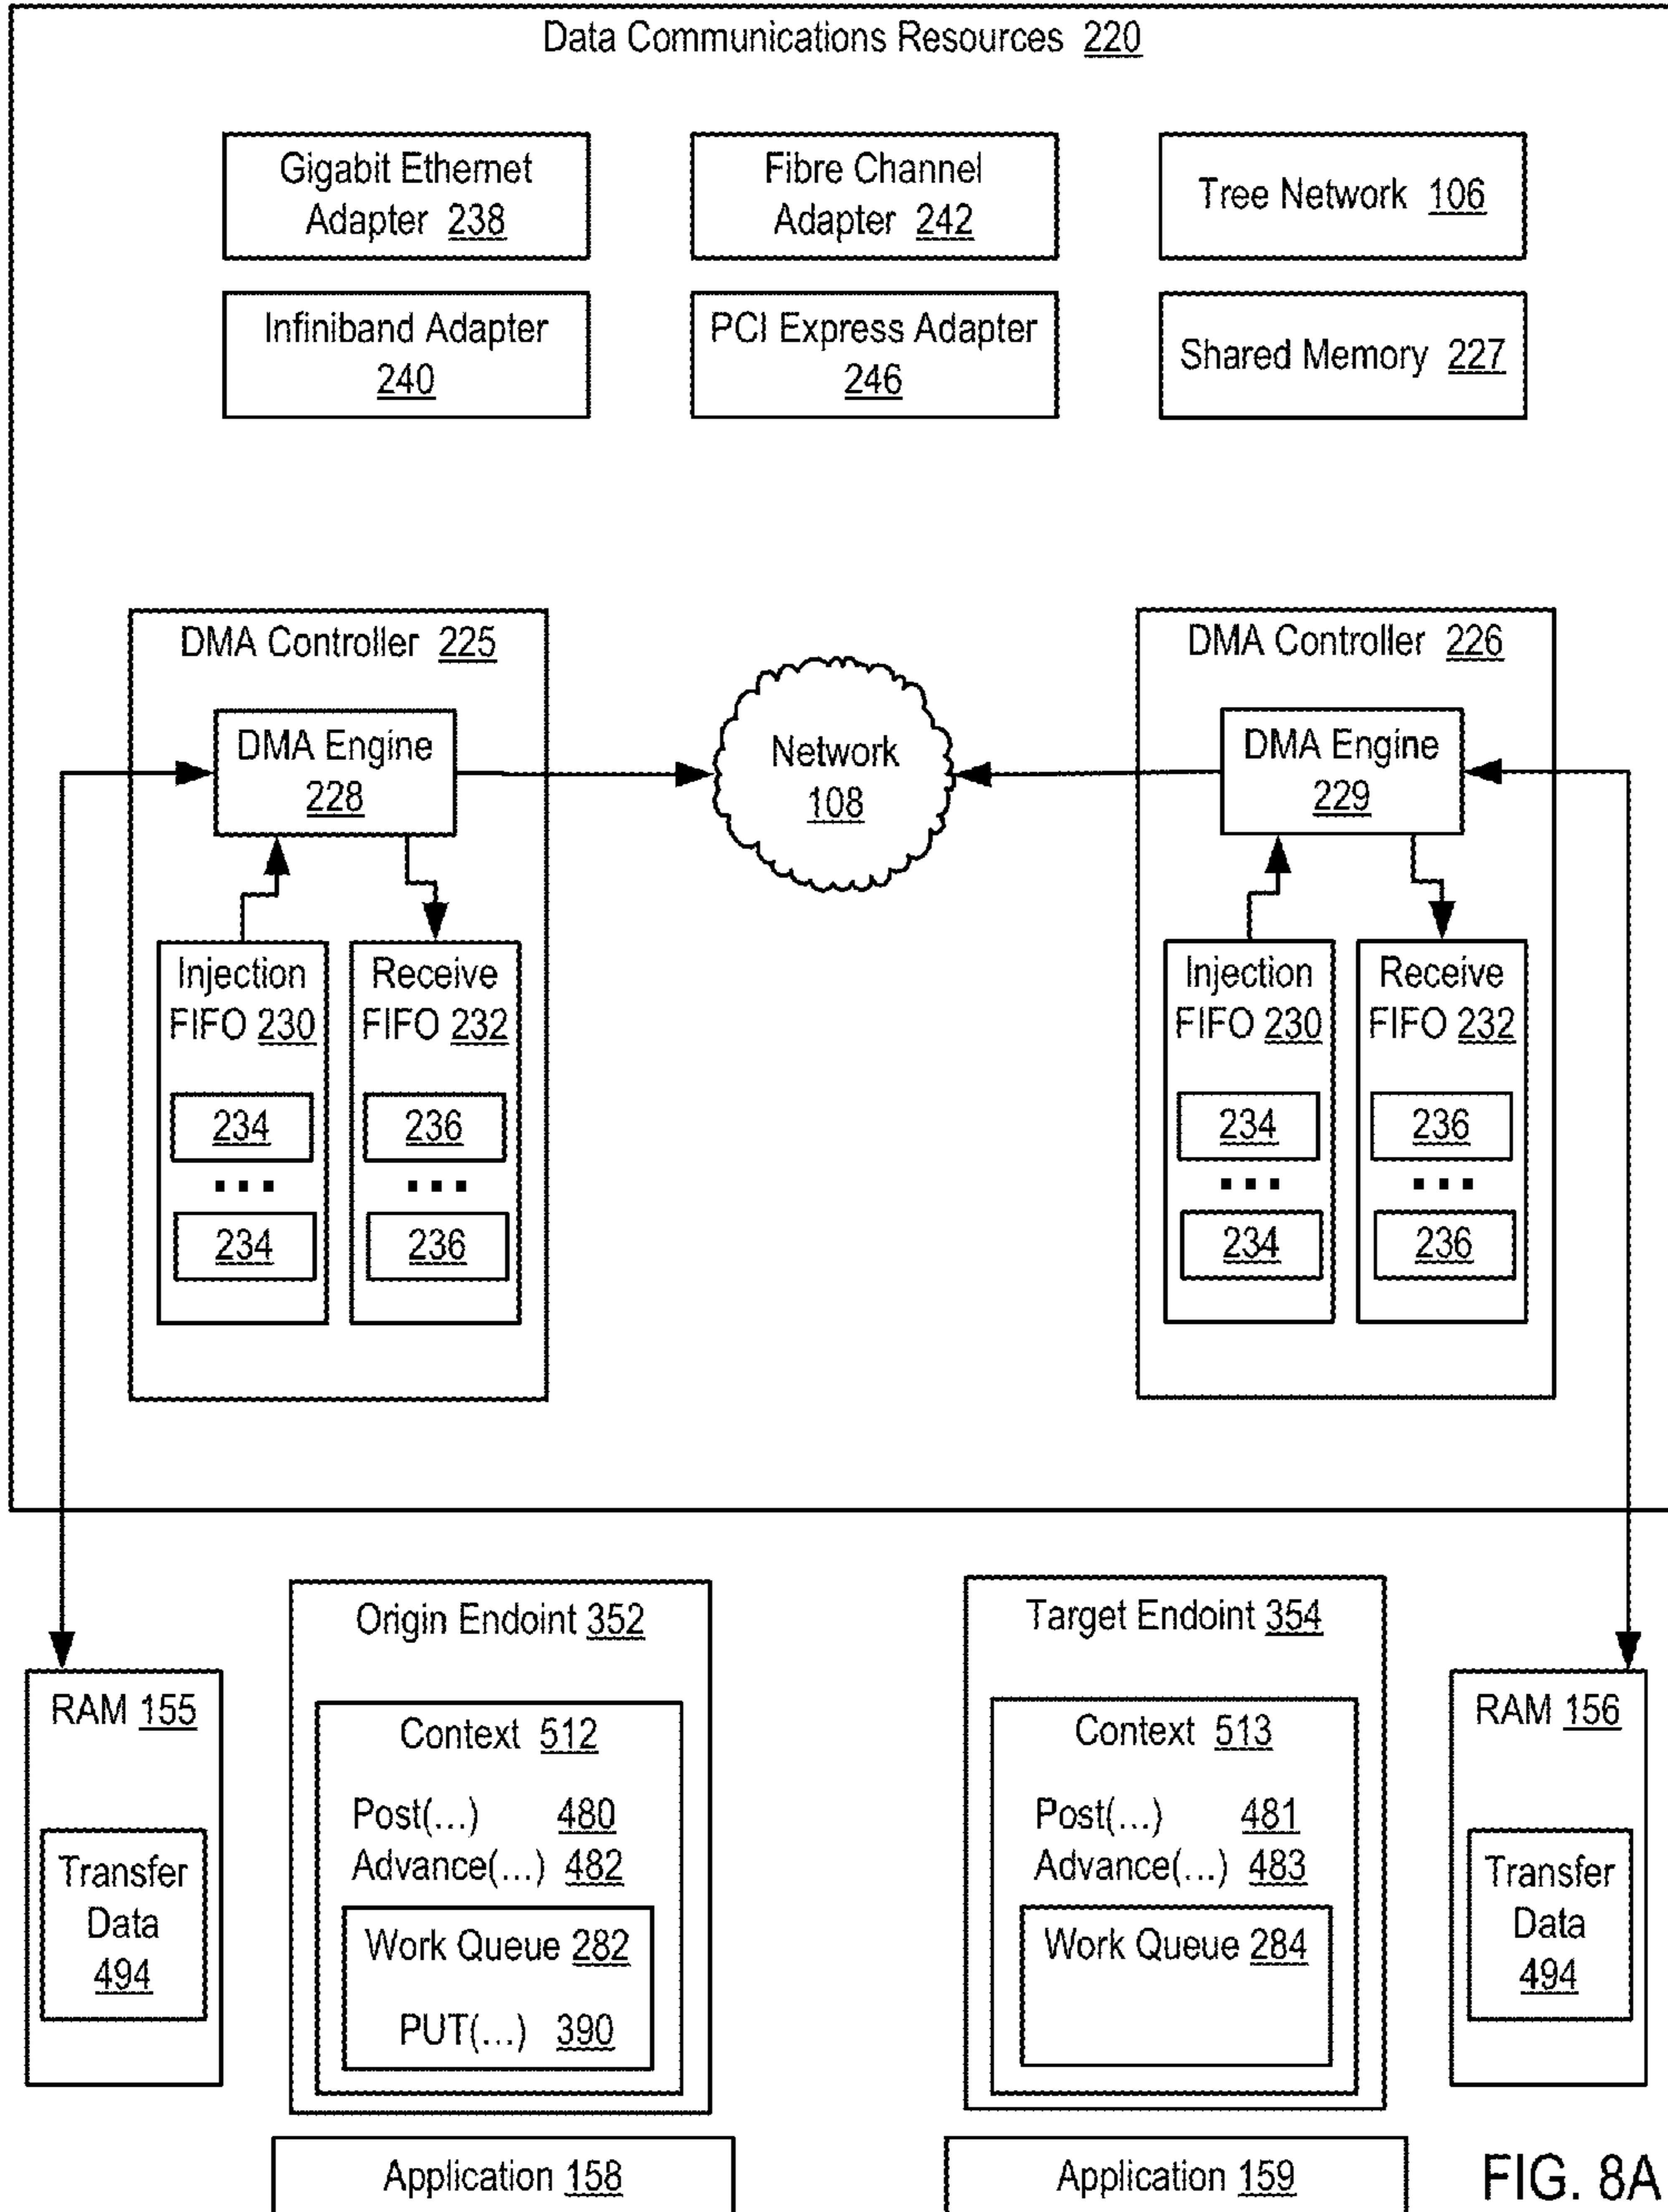 Data Communications Resources 220
Gigabit Ethernet
Adapter 238
Fibre Channel
Adapter 242
Tree Network 106
Infiniband Adapter
240
PCI Express Adapter
246
Shared Memory 227
DMA Controller 225
DMA Engine
228
Injection
FIFO 230
234
...
234
Receive
FIFO 232
236
...
236
Network
108
DMA Controller 226
DMA Engine
229
Injection
FIFO 230
234
...
234
Receive
FIFO 232
236
...
236
RAM 155
Transfer
Data
494
Origin Endoint 352
Context 512
Post(...) 480
Advance(...) 482
Work Queue 282
PUT(...) 390
Target Endoint 354
Context 513
Post(...) 481
Advance(...) 483
Work Queue 284
RAM 156
Transfer
Data
494
Application 158
Application 159
FIG. 8A